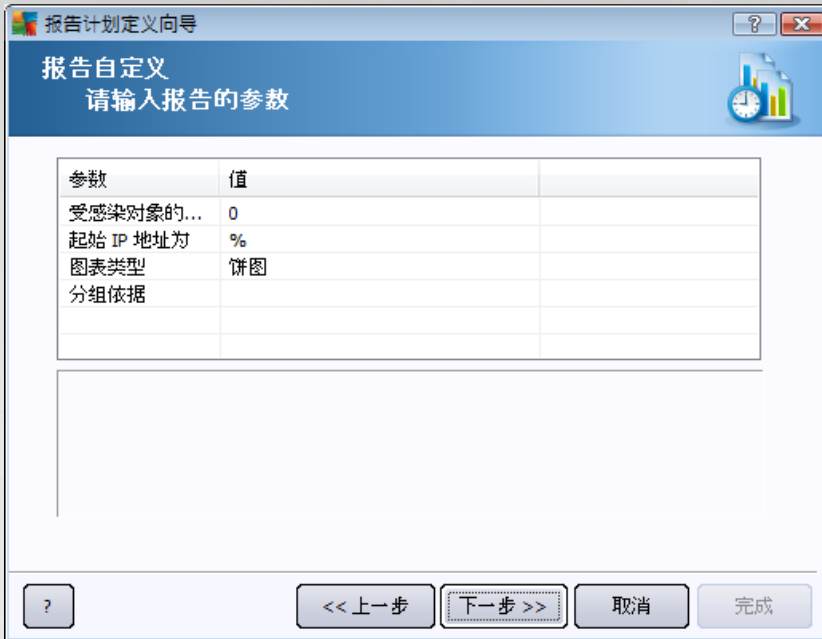 报告计划定义向导
?
报告自定义
请输入报告的参数
参数 值
受感染对象的... 0
起始 IP 地址为 %
图表类型 饼图
分组依据
? << 上一步 下一步 >> 取消 完成